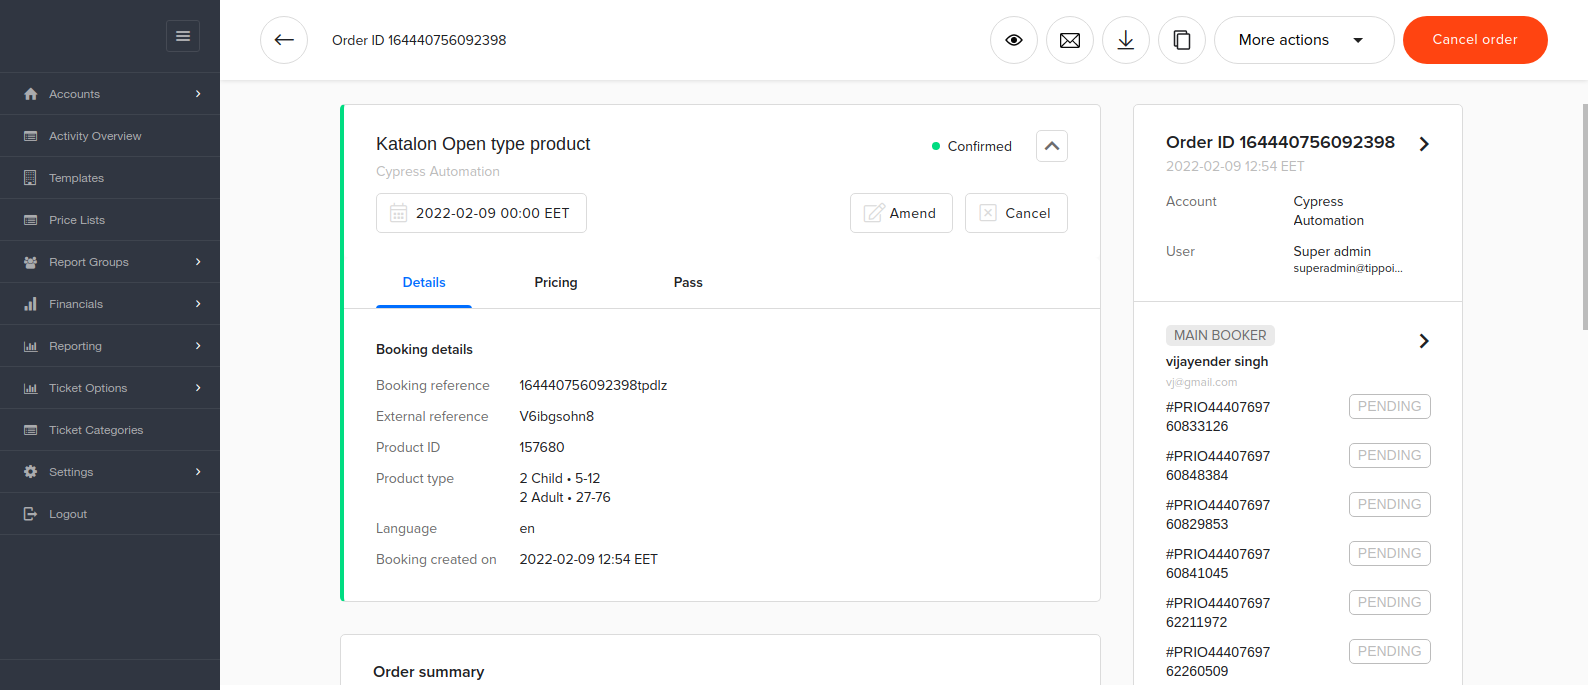 Order ID 164440756092398
More actions
Cancel order
Accounts
Activity Overview
Templates
Price Lists
Report Groups
Financials
Reporting
Ticket Options
Ticket Categories
Settings
Logout
Katalon Open type product
Confirmed
Cypress Automation
2022-02-09 00:00 EET
Amend
Cancel
Details
Pricing
Pass
Booking details
Booking reference 164440756092398tpdlz
External reference V6ibgsohn8
Product ID 157680
Product type 2 Child • 5-12
2 Adult • 27-76
Language en
Booking created on 2022-02-09 12:54 EET
Order summary
Order ID 164440756092398
2022-02-09 12:54 EET
Account Cypress
Automation
User Super admin
superadmin@tippoi...
MAIN BOOKER
vijayender singh
vj@gmail.com
#PRIO44407697 PENDING
60833126
#PRIO44407697 PENDING
60848384
#PRIO44407697 PENDING
60829853
#PRIO44407697 PENDING
60841045
#PRIO44407697 PENDING
62211972
#PRIO44407697 PENDING
62260509